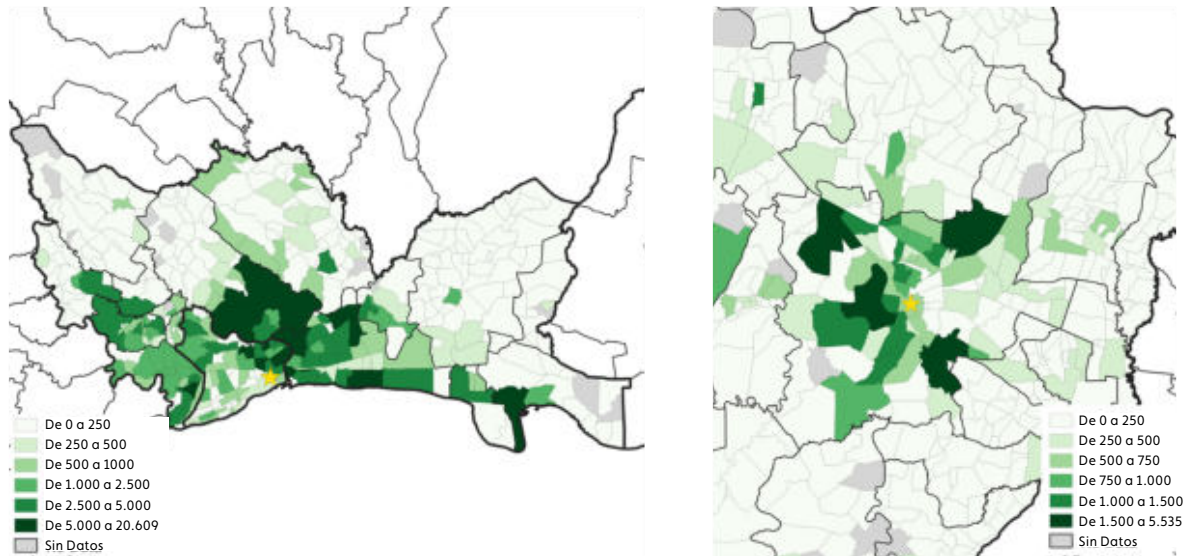 De 0 a 250
De 250 a 500
De 500 a 1000
De 1.000 a 2.500
De 2.500 a 5.000
De 5.000 a 20.609
Sin Datos
De 0 a 250
De 250 a 500
De 500 a 750
De 750 a 1.000
De 1.000 a 1.500
De 1.500 a 5.535
Sin Datos